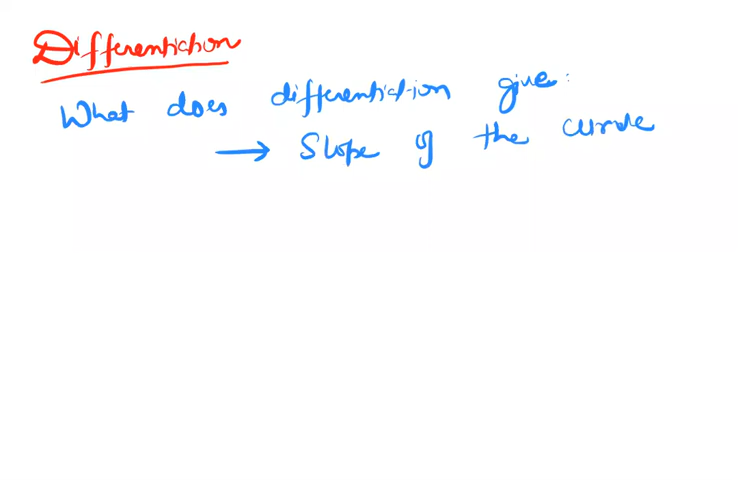 Differentiation
What does differentiation give:
→ Slope of the curve